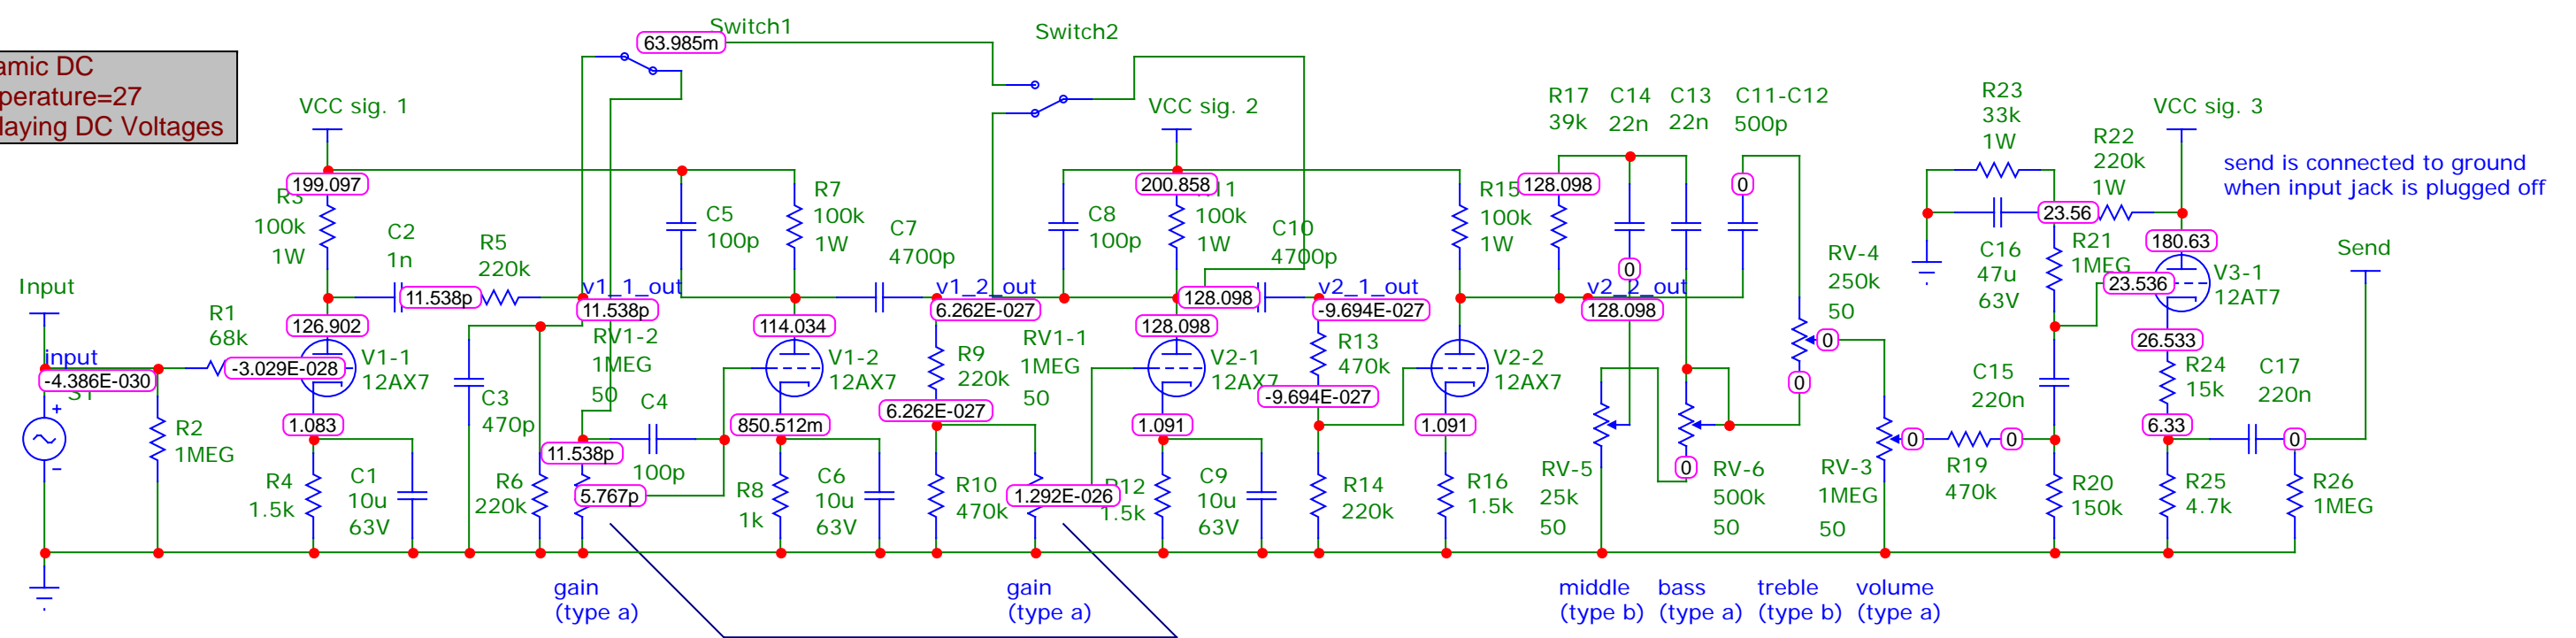 amic DC
perature=27
laying DC Voltages
Switch1
63.985m
Switch2
VCC sig. 1
199.097
R3
100k
1W
C2
1n
11.538p
R5
220k
C5
100p
R7
100k
1W
C7
4700p
VCC sig. 2
200.858
C8
100p
11
100k
1W
C10
4700p
R15
100k
1W
R17
39k
C14
22n
C13
22n
C11-C12
500p
128.098
0
0
R23
33k
1W
VCC sig. 3
R22
220k
1W
send is connected to ground
when input jack is plugged off
23.56
C16
47u
63V
R21
1MEG
180.63
23.536
V3-1
12AT7
Send
Input
input
-4.386E-030
S1
R1
68k
-3.029E-028
126.902
V1-1
12AX7
v1_1_out
11.538p
RV1-2
1MEG
50
114.034
V1-2
12AX7
v1_2_out
6.262E-027
R9
220k
6.262E-027
RV1-1
1MEG
50
128.098
128.098
V2-1
12AX7
v2_1_out
-9.694E-027
R13
470k
-9.694E-027
V2-2
12AX7
v2_2_out
128.098
RV-4
250k
50
0
0
26.533
R24
15k
C17
220n
C15
220n
R2
1MEG
1.083
R4
1.5k
C1
10u
63V
C3
470p
R6
220k
C4
100p
11.538p
5.767p
850.512m
R8
1k
C6
10u
63V
R10
470k
1.292E-026
1.091
R12
1.5k
C9
10u
63V
R14
220k
1.091
R16
1.5k
RV-5
25k
50
0
RV-6
500k
50
RV-3
1MEG
50
0
R19
470k
0
R20
150k
6.33
R25
4.7k
0
R26
1MEG
gain
(type a)
gain
(type a)
middle
(type b)
bass
(type a)
treble
(type b)
volume
(type a)